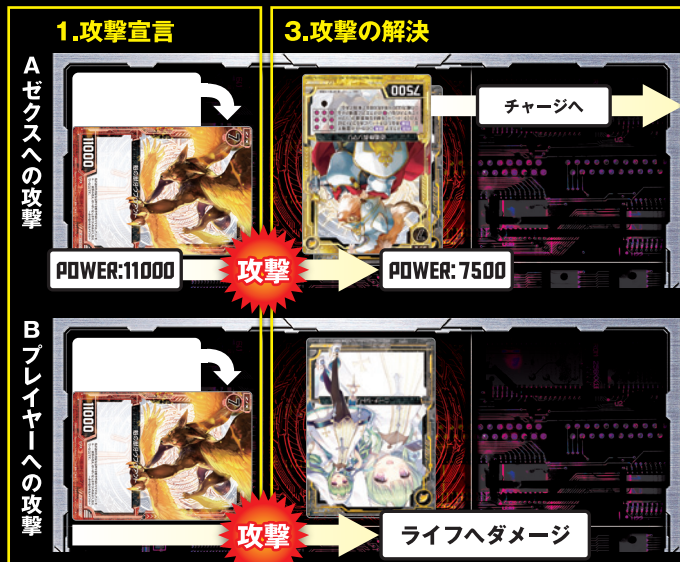 1.攻撃宣言
3.攻撃の解決
A ゼクスへの攻撃
7
11000
7500
チャージへ
POWER:11000
攻撃
POWER: 7500
B プレイヤーへの攻撃
7
11000
攻撃
ライフへダメージ